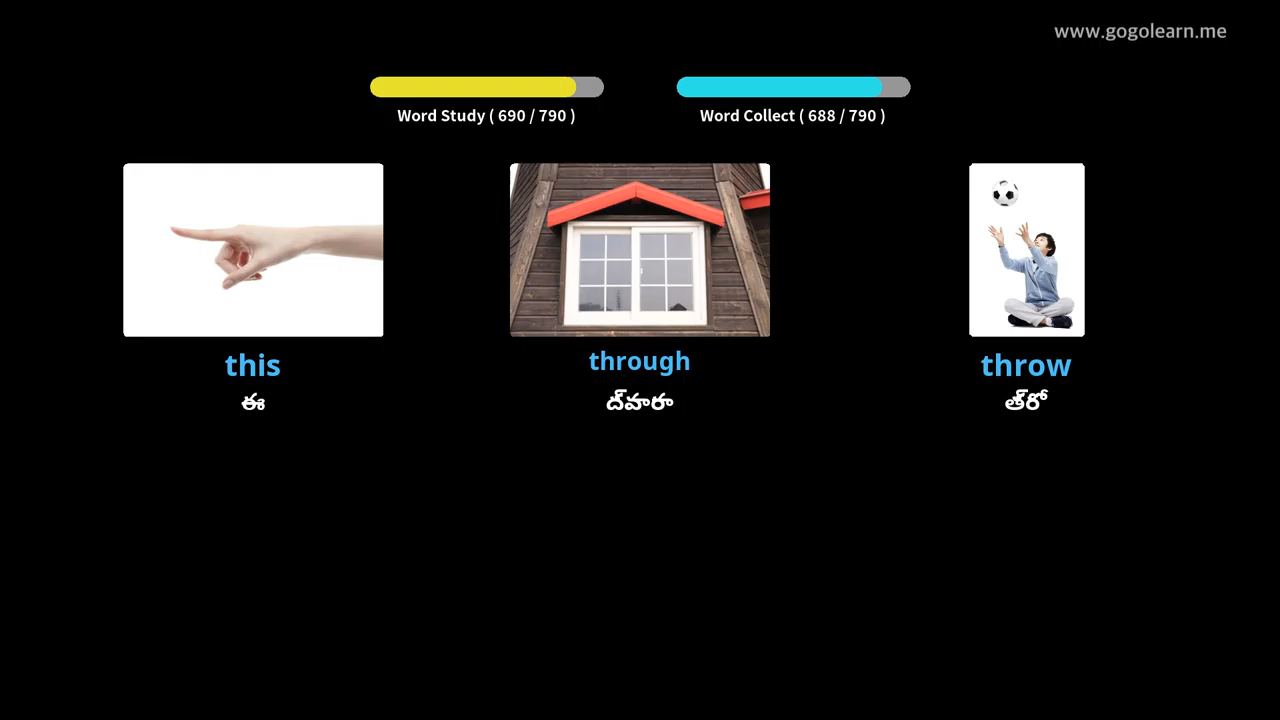 www.gogolearn.me
Word Study ( 690 / 790 )
Word Collect ( 688 / 790 )
this
through
throw
ఈ
ద్‌వారా
త్‌రో